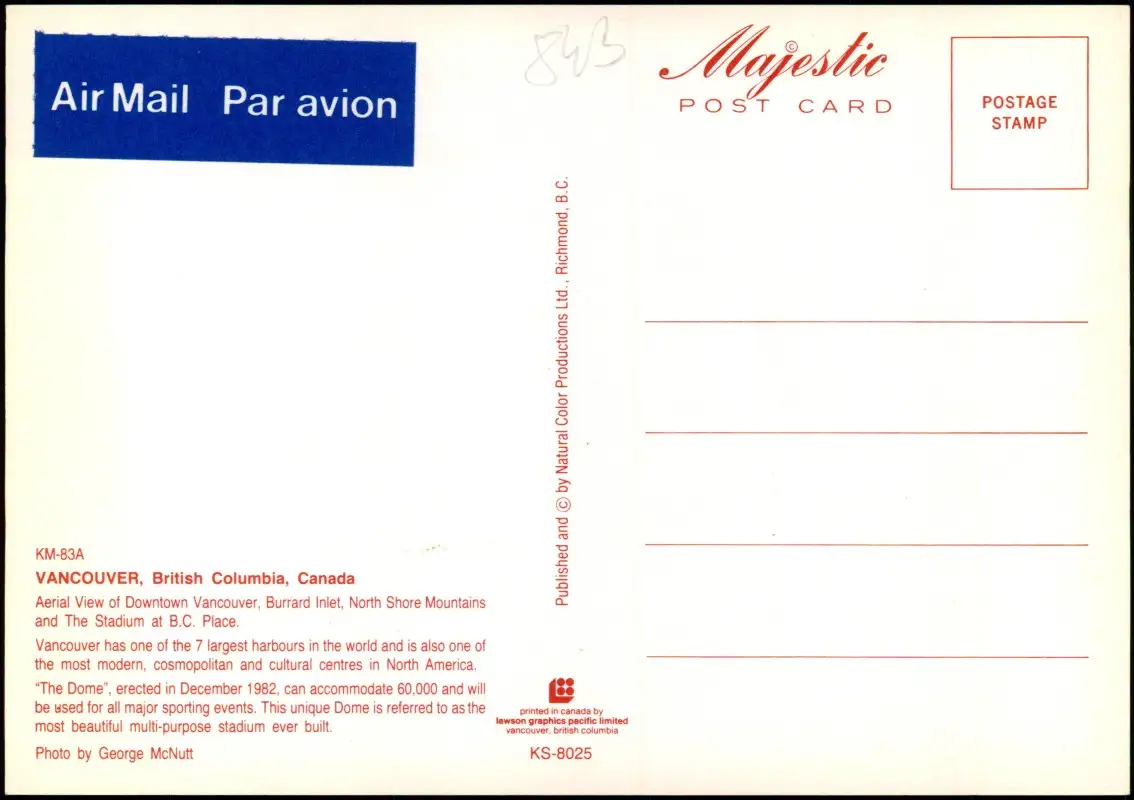 Air Mail Par avion
Majestic ©
POST CARD
POSTAGE
STAMP
Published and © by Natural Color Productions Ltd., Richmond, B.C.
KM-83A
VANCOUVER, British Columbia, Canada
Aerial View of Downtown Vancouver, Burrard Inlet, North Shore Mountains
and The Stadium at B.C. Place.
Vancouver has one of the 7 largest harbours in the world and is also one of
the most modern, cosmopolitan and cultural centres in North America.
"The Dome", erected in December 1982, can accommodate 60,000 and will
be used for all major sporting events. This unique Dome is referred to as the
most beautiful multi-purpose stadium ever built.
Photo by George McNutt
printed in canada by
lawson graphics pacific limited
vancouver, british columbia
KS-8025